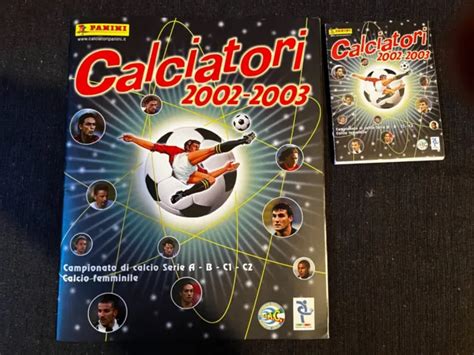 PANINI
www.calciatoripanini.it
Calciatori
2002-2003
Campionato di calcio Serie A - B - C1 - C2
Calcio femminile
PANINI
Calciatori
2002-2003